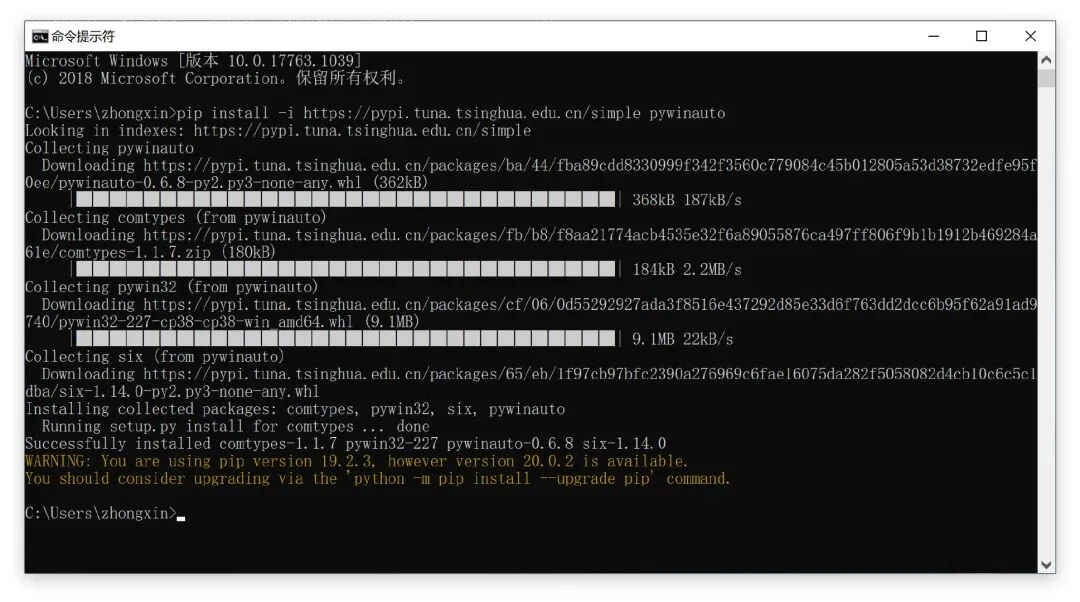 命令提示符
Microsoft Windows [版本 10.0.17763.1039]
(c) 2018 Microsoft Corporation。保留所有权利。
C:\Users\zhongxin>pip install -i https://pypi.tuna.tsinghua.edu.cn/simple pywinauto
Looking in indexes: https://pypi.tuna.tsinghua.edu.cn/simple
Collecting pywinauto
Downloading https://pypi.tuna.tsinghua.edu.cn/packages/ba/44/fba89cdd8330999f342f3560c779084c45b012805a53d38732edfe95f
0ee/pywinauto-0.6.8-py2.py3-none-any.whl (362kB)
368kB 187kB/s
Collecting comtypes (from pywinauto)
Downloading https://pypi.tuna.tsinghua.edu.cn/packages/fb/b8/f8aa21774acb4535e32f6a89055876ca497ff806f9b1b1912b469284a
61e/comtypes-1.1.7.zip (180kB)
184kB 2.2MB/s
Collecting pywin32 (from pywinauto)
Downloading https://pypi.tuna.tsinghua.edu.cn/packages/cf/06/0d55292927ada3f8516e437292d85e33d6f763dd2dcc6b95f62a91ad9
740/pywin32-227-cp38-cp38-win_amd64.whl (9.1MB)
9.1MB 22kB/s
Collecting six (from pywinauto)
Downloading https://pypi.tuna.tsinghua.edu.cn/packages/65/eb/1f97cb97bfc2390a276969c6fae16075da282f5058082d4cb10c6c5c1
dba/six-1.14.0-py2.py3-none-any.whl
Installing collected packages: comtypes, pywin32, six, pywinauto
Running setup.py install for comtypes ... done
Successfully installed comtypes-1.1.7 pywin32-227 pywinauto-0.6.8 six-1.14.0
WARNING: You are using pip version 19.2.3, however version 20.0.2 is available.
You should consider upgrading via the 'python -m pip install --upgrade pip' command.
C:\Users\zhongxin>